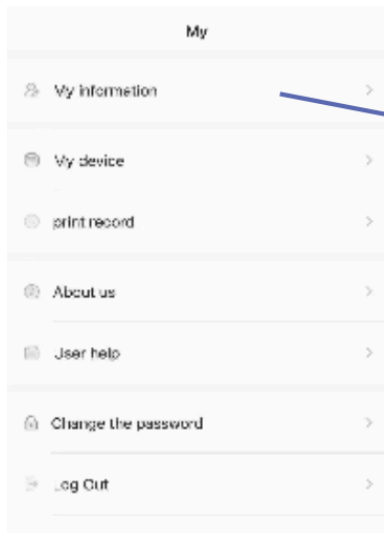 My
My information
My device
print record
About us
User help
Change the password
Log Out